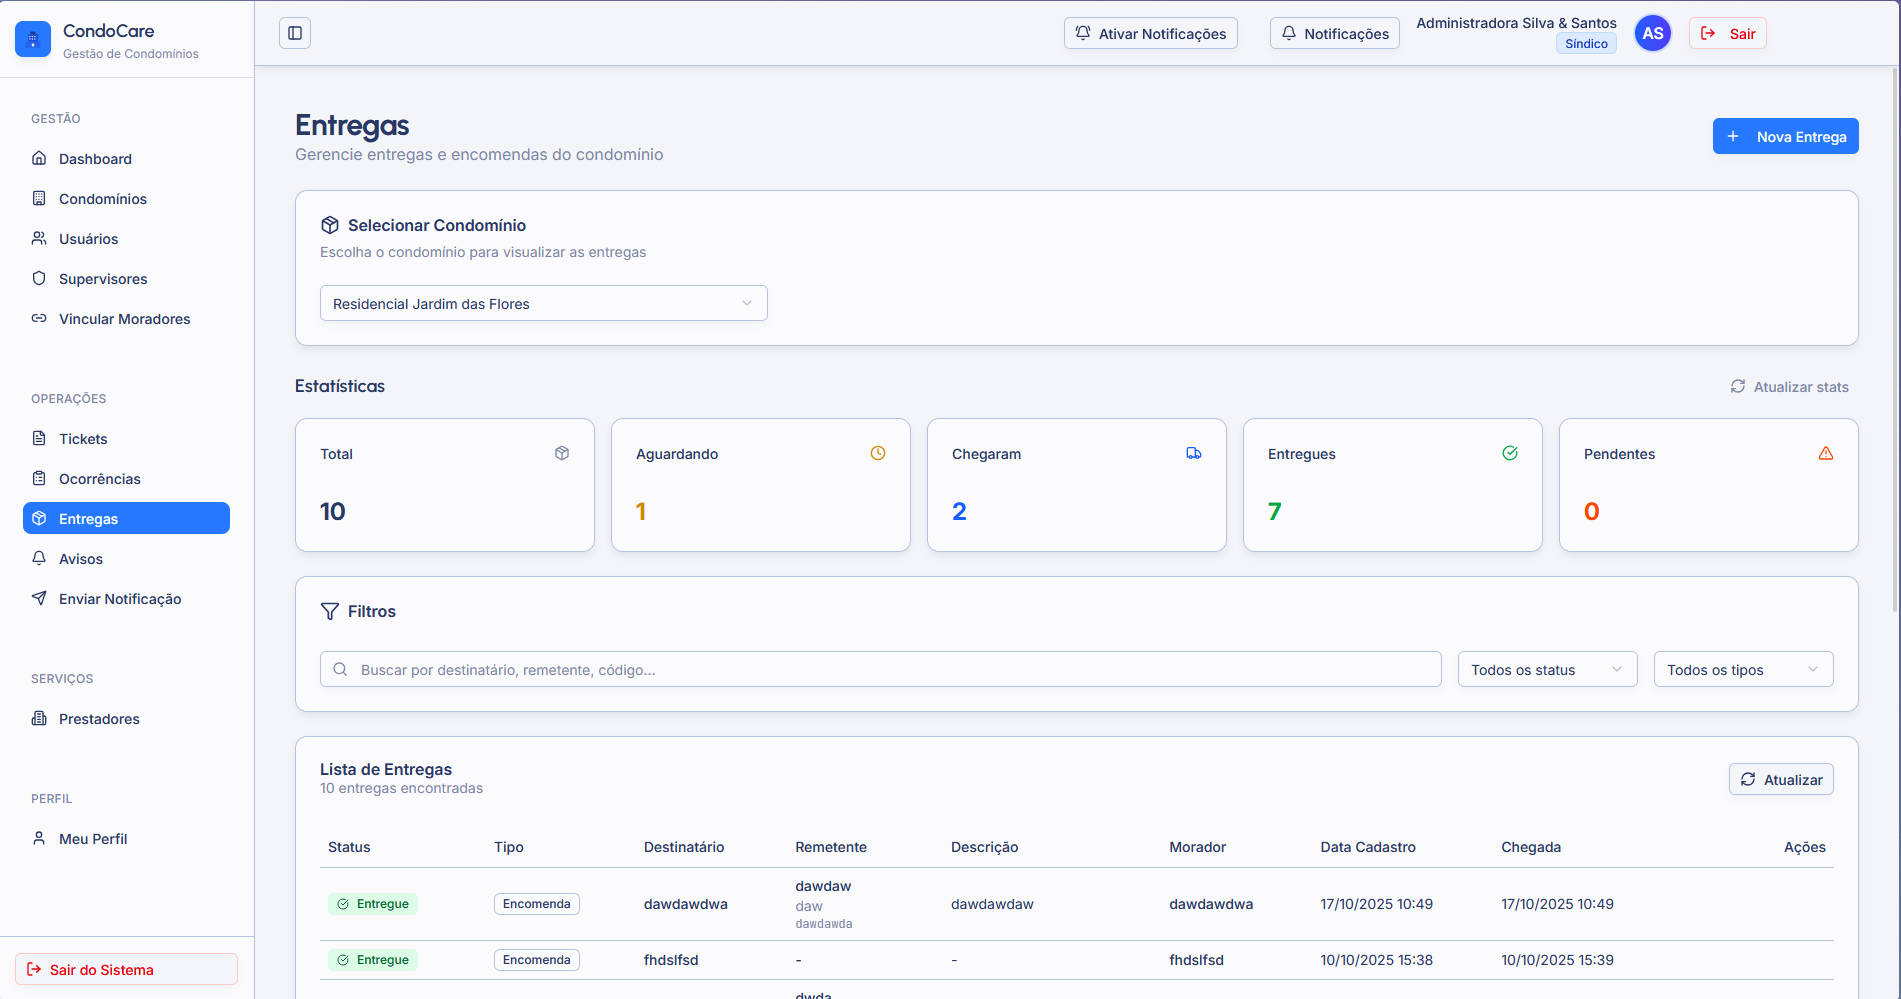 CondoCare
Gestão de Condomínios
GESTÃO
Dashboard
Condomínios
Usuários
Supervisores
Vincular Moradores
OPERAÇÕES
Tickets
Ocorrências
Entregas
Avisos
Enviar Notificação
SERVIÇOS
Prestadores
PERFIL
Meu Perfil
Sair do Sistema
Ativar Notificações
Notificações
Administradora Silva & Santos
Síndico
AS
Sair
Entregas
Gerencie entregas e encomendas do condomínio
Nova Entrega
Selecionar Condomínio
Escolha o condomínio para visualizar as entregas
Residencial Jardim das Flores
Estatísticas
Atualizar stats
Total
10
Aguardando
1
Chegaram
2
Entregues
7
Pendentes
0
Filtros
Buscar por destinatário, remetente, código...
Todos os status
Todos os tipos
Lista de Entregas
10 entregas encontradas
Atualizar
Status Tipo Destinatário Remetente Descrição Morador Data Cadastro Chegada Ações
Entregue Encomenda dawdawdwa dawdaw dawdawdaw dawdawdwa 17/10/2025 10:49 17/10/2025 10:49
daw
dawdawda
Entregue Encomenda fhdslfsd - - fhdslfsd 10/10/2025 15:38 10/10/2025 15:39
dwda